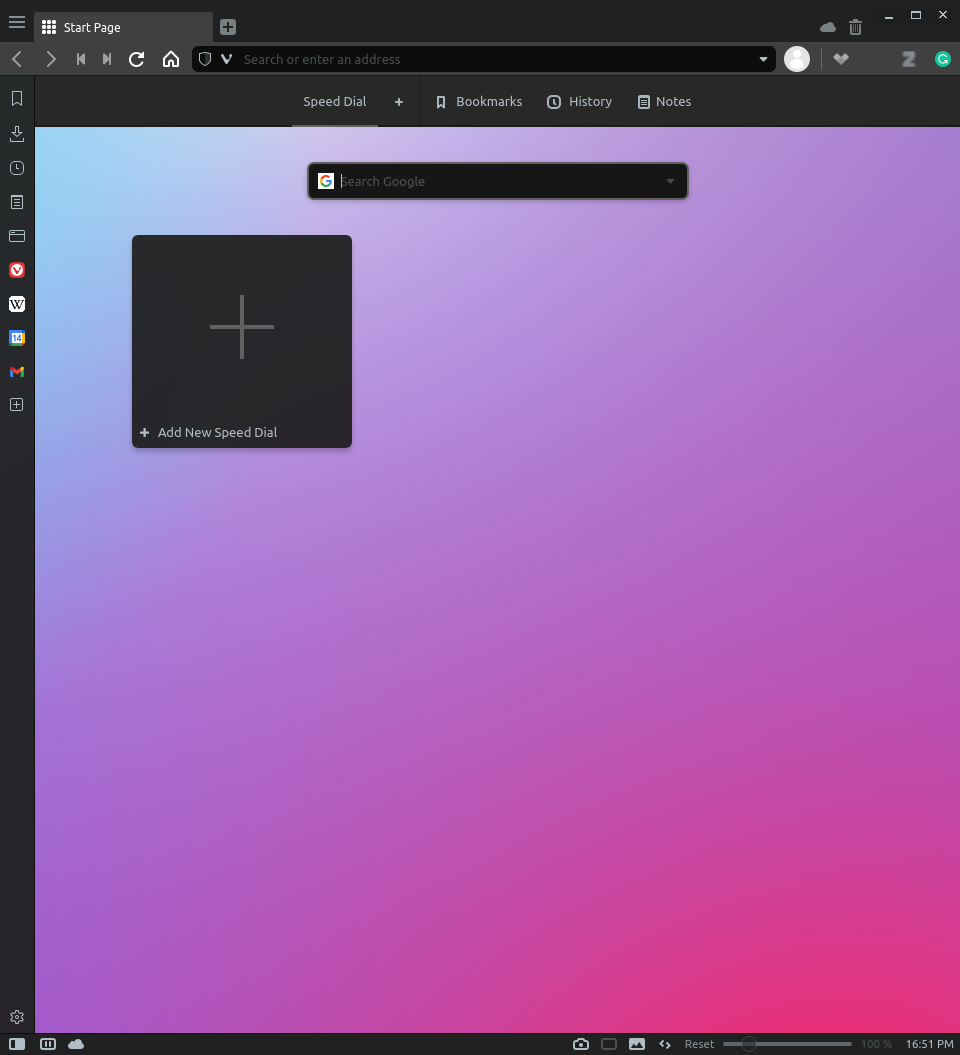 Start Page
Search or enter an address
Z
G
Speed Dial
Bookmarks
History
Notes
Search Google
W
14
Add New Speed Dial
Reset
100 %
16:51 PM